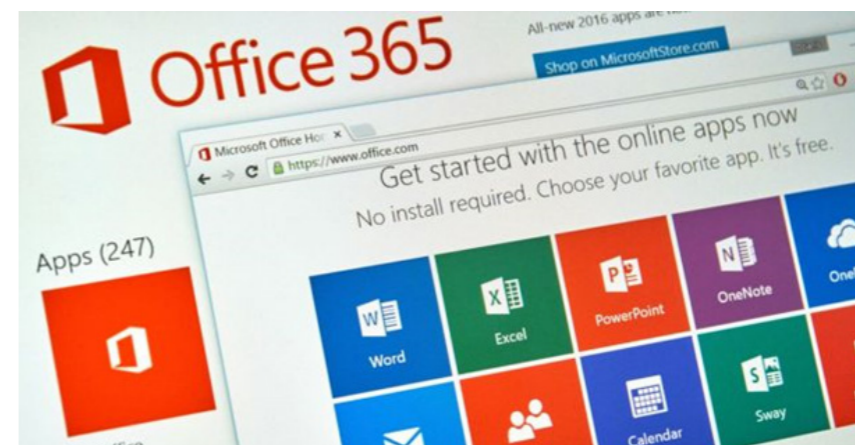 Office 365
All-new 2016 apps are
Shop on MicrosoftStore.com
Microsoft Office Ho
https://www.office.com
Get started with the online apps now
No install required. Choose your favorite app. It's free.
Apps (247)
Word
Excel
PowerPoint
OneNote
Calendar
Sway